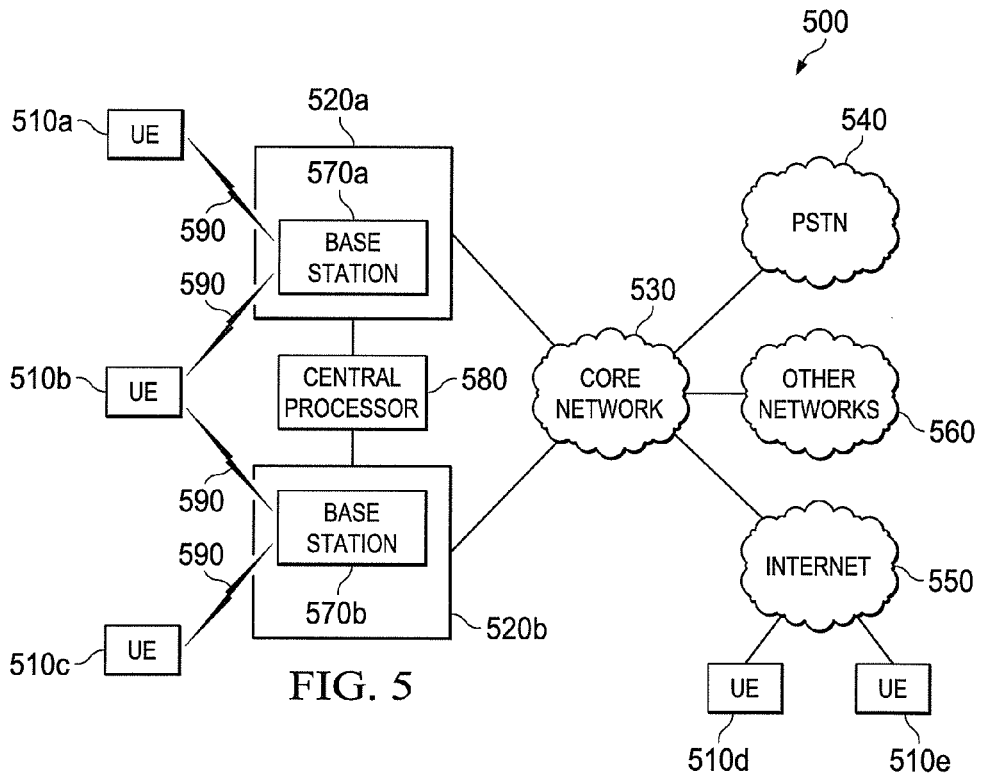 500
520a
510a
UE
540
570a
590
BASE
STATION
PSTN
590
530
510b
UE
CENTRAL
PROCESSOR
580
CORE
NETWORK
OTHER
NETWORKS
560
590
BASE
STATION
590
INTERNET
550
570b
520b
510c
UE
FIG. 5
UE
UE
510d
510e